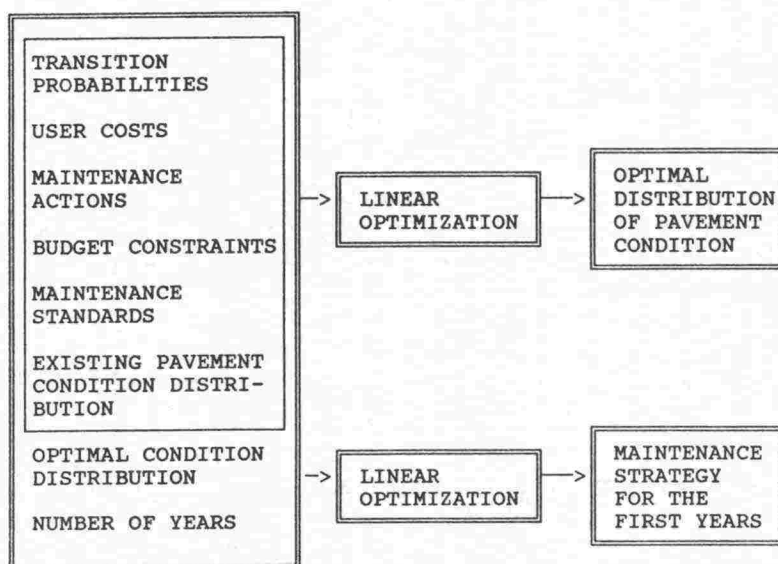 TRANSITION
PROBABILITIES
USER COSTS
MAINTENANCE
ACTIONS
BUDGET CONSTRAINTS
MAINTENANCE
STANDARDS
EXISTING PAVEMENT
CONDITION DISTRI-
BUTION
OPTIMAL CONDITION
DISTRIBUTION
NUMBER OF YEARS
LINEAR
OPTIMIZATION
OPTIMAL
DISTRIBUTION
OF PAVEMENT
CONDITION
LINEAR
OPTIMIZATION
MAINTENANCE
STRATEGY
FOR THE
FIRST YEARS